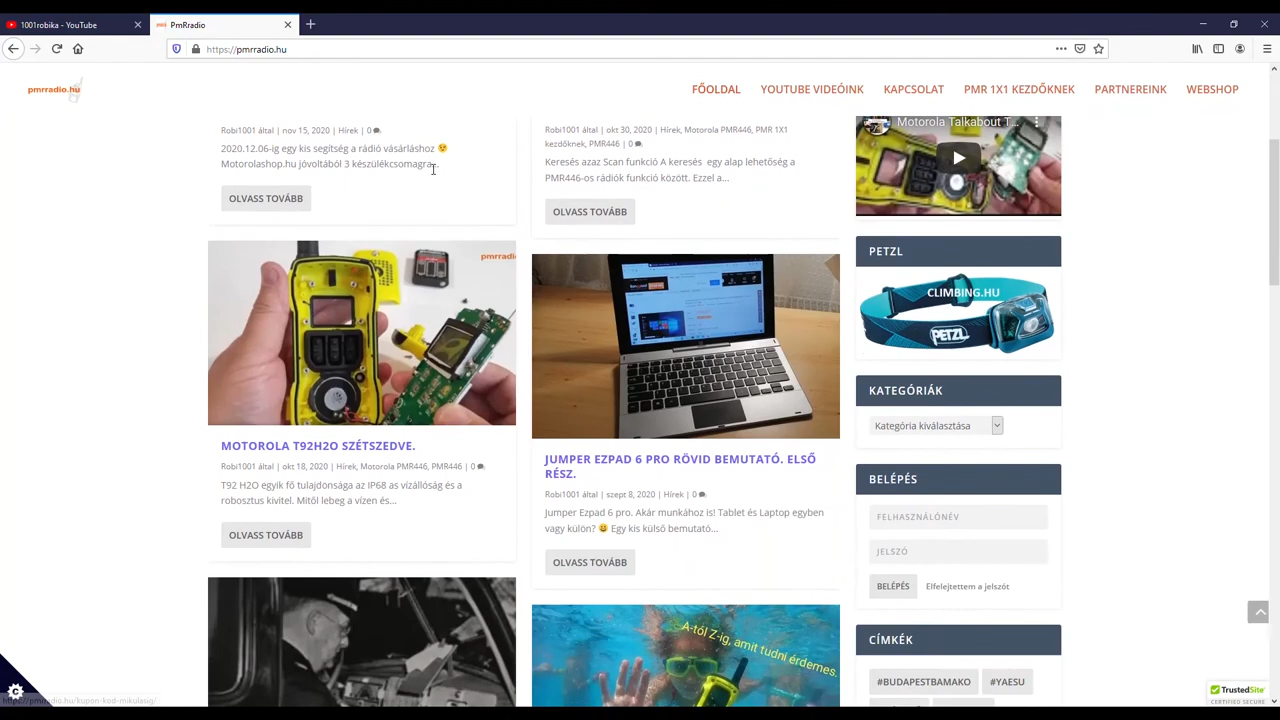 1001robika - YouTube
PmRradio
https://pmrradio.hu
pmrradio.hu
FŐOLDAL
YOUTUBE VIDEÓINK
KAPCSOLAT
PMR 1X1 KEZDŐKNEK
PARTNEREINK
WEBSHOP
Robi1001 által | nov 15, 2020 | Hírek | 0
2020.12.06-ig egy kis segítség a rádió vásárláshoz 😉
Motorolashop.hu jóvoltából 3 készülékcsomagra...
OLVASS TOVÁBB
Robi1001 által | okt 30, 2020 | Hírek, Motorola PMR446, PMR 1X1
kezdőknek, PMR446 | 0
Keresés azaz Scan funkció A keresés egy alap lehetőség a
PMR446-os rádiók funkció között. Ezzel a...
OLVASS TOVÁBB
MOTOROLA T92H2O SZÉTSZEDVE.
Robi1001 által | okt 18, 2020 | Hírek, Motorola PMR446, PMR446 | 0
T92 H2O egyik fő tulajdonsága az IP68 as vízállóság és a
robosztus kivitel. Mitől lebeg a vízen és...
OLVASS TOVÁBB
JUMPER EZPAD 6 PRO RÖVID BEMUTATÓ. ELSŐ
RÉSZ.
Robi1001 által | szept 8, 2020 | Hírek | 0
Jumper Ezpad 6 pro. Akár munkához is! Tablet és Laptop egyben
vagy külön? 😀 Egy kis külső bemutató...
OLVASS TOVÁBB
A-tól Z-ig, amit tudni érdemes.
Motorola Talkabout T...
PETZL
CLIMBING.HU
PETZL
KATEGÓRIÁK
Kategória kiválasztása
BELÉPÉS
FELHASZNÁLÓNÉV
JELSZÓ
BELÉPÉS
Elfelejtettem a jelszót
CÍMKÉK
#BUDAPESTBAMAKO
#YAESU
https://pmrradio.hu/kupon-kod-mikulasig/
TrustedSite
CERTIFIED SECURE